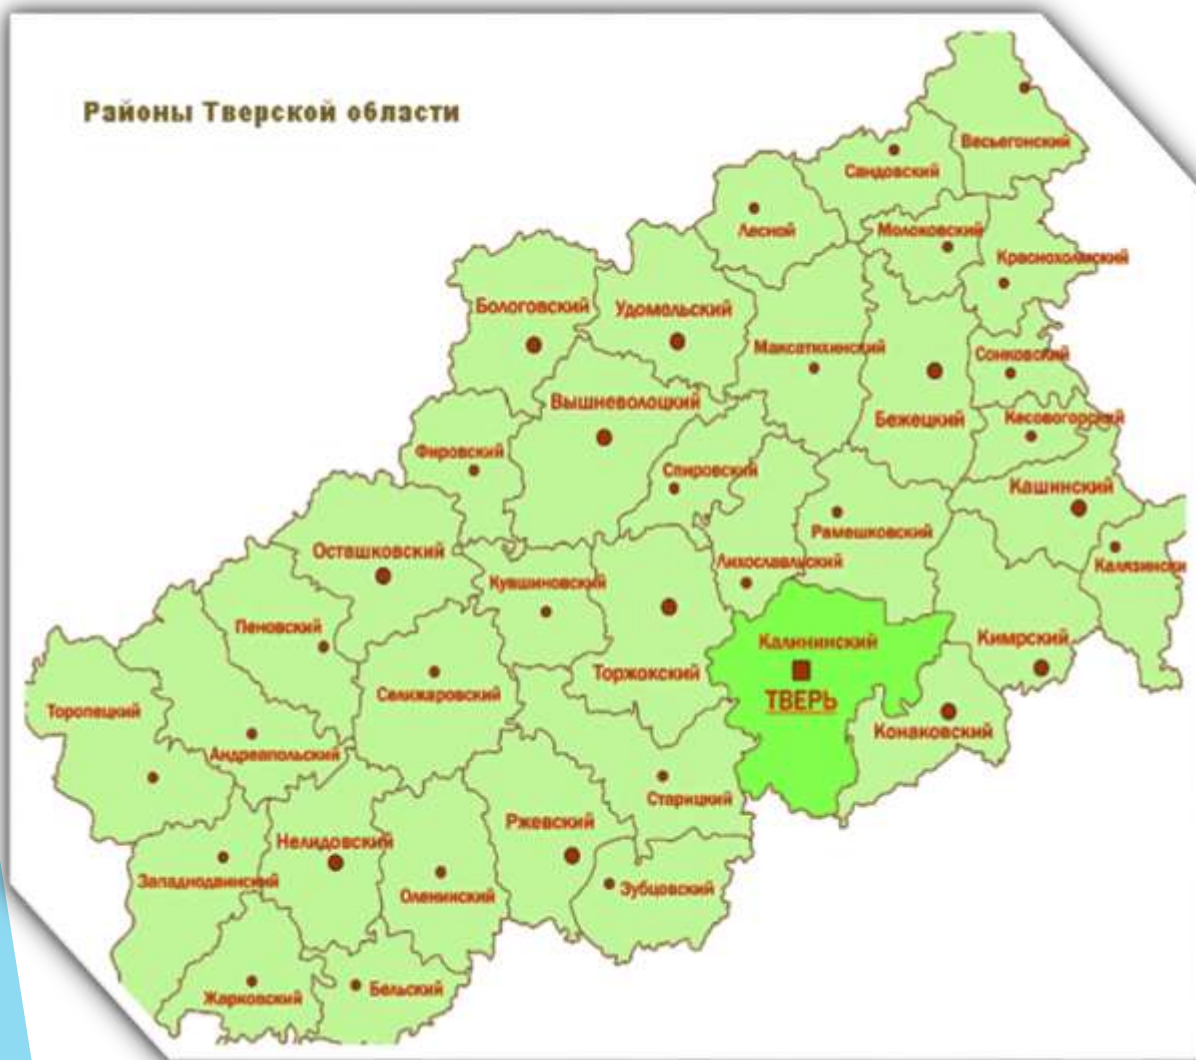 Районы Тверской области
Весьегонский
Сандовский
Лесной
Молоковский
Краснохолмский
Бологовский
Удомельский
Максатихинский
Сонковский
Вышневолоцкий
Бежецкий
Кесовогорский
Фировский
Спировский
Кашинский
Рамешковский
Осташковский
Лихославльский
Калязински
Кувшиновский
Пеновский
Калининский
Кимрский
Торжокский
Селижаровский
ТВЕРЬ
Торопецкий
Конаковский
Андреапольский
Старицкий
Ржевский
Нелидовский
Западнодвинский
Зубцовский
Оленинский
Бельский
Жарковский